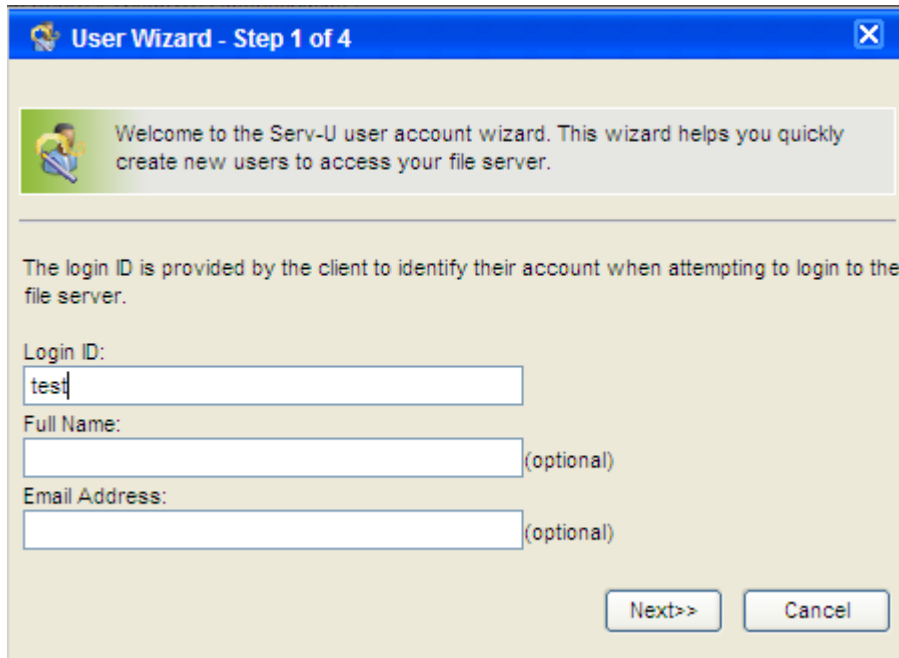 User Wizard - Step 1 of 4
Welcome to the Serv-U user account wizard. This wizard helps you quickly
create new users to access your file server.
The login ID is provided by the client to identify their account when attempting to login to the
file server.
Login ID:
test
Full Name:
(optional)
Email Address:
(optional)
Next>> Cancel